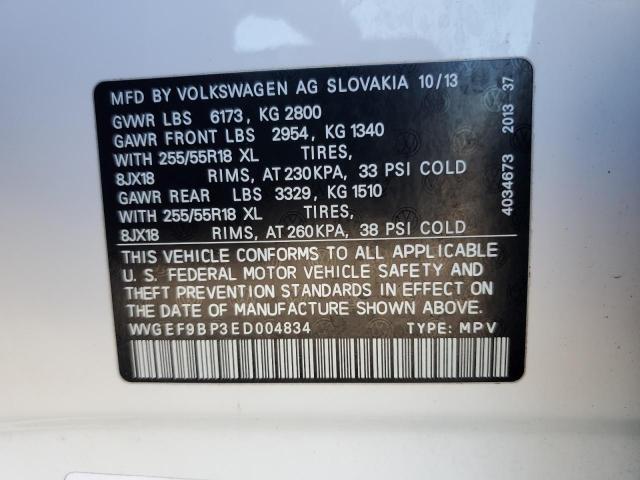 MFD BY VOLKSWAGEN AG SLOVAKIA 10/13
GVWR LBS 6173, KG 2800
GAWR FRONT LBS 2954, KG 1340
WITH 255/55R18 XL TIRES,
8JX18 RIMS, AT 230KPA, 33 PSI COLD
GAWR REAR LBS 3329, KG 1510
WITH 255/55R18 XL TIRES,
8JX18 RIMS, AT 260KPA, 38 PSI COLD
THIS VEHICLE CONFORMS TO ALL APPLICABLE
U. S. FEDERAL MOTOR VEHICLE SAFETY AND
THEFT PREVENTION STANDARDS IN EFFECT ON
THE DATE OF MANUFACTURE SHOWN ABOVE.
WVGEF9BP3ED004834 TYPE: MPV
4034673 2013 37